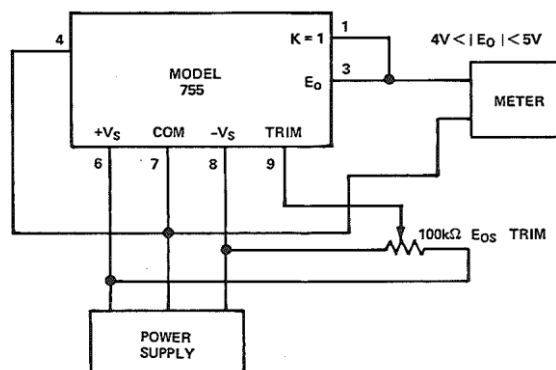 4
1
K = 1
4V < | E₀ | < 5V
MODEL
755
3
E₀
METER
+Vₛ COM −Vₛ TRIM
6 7 8 9
100kΩ E_OS TRIM
POWER
SUPPLY